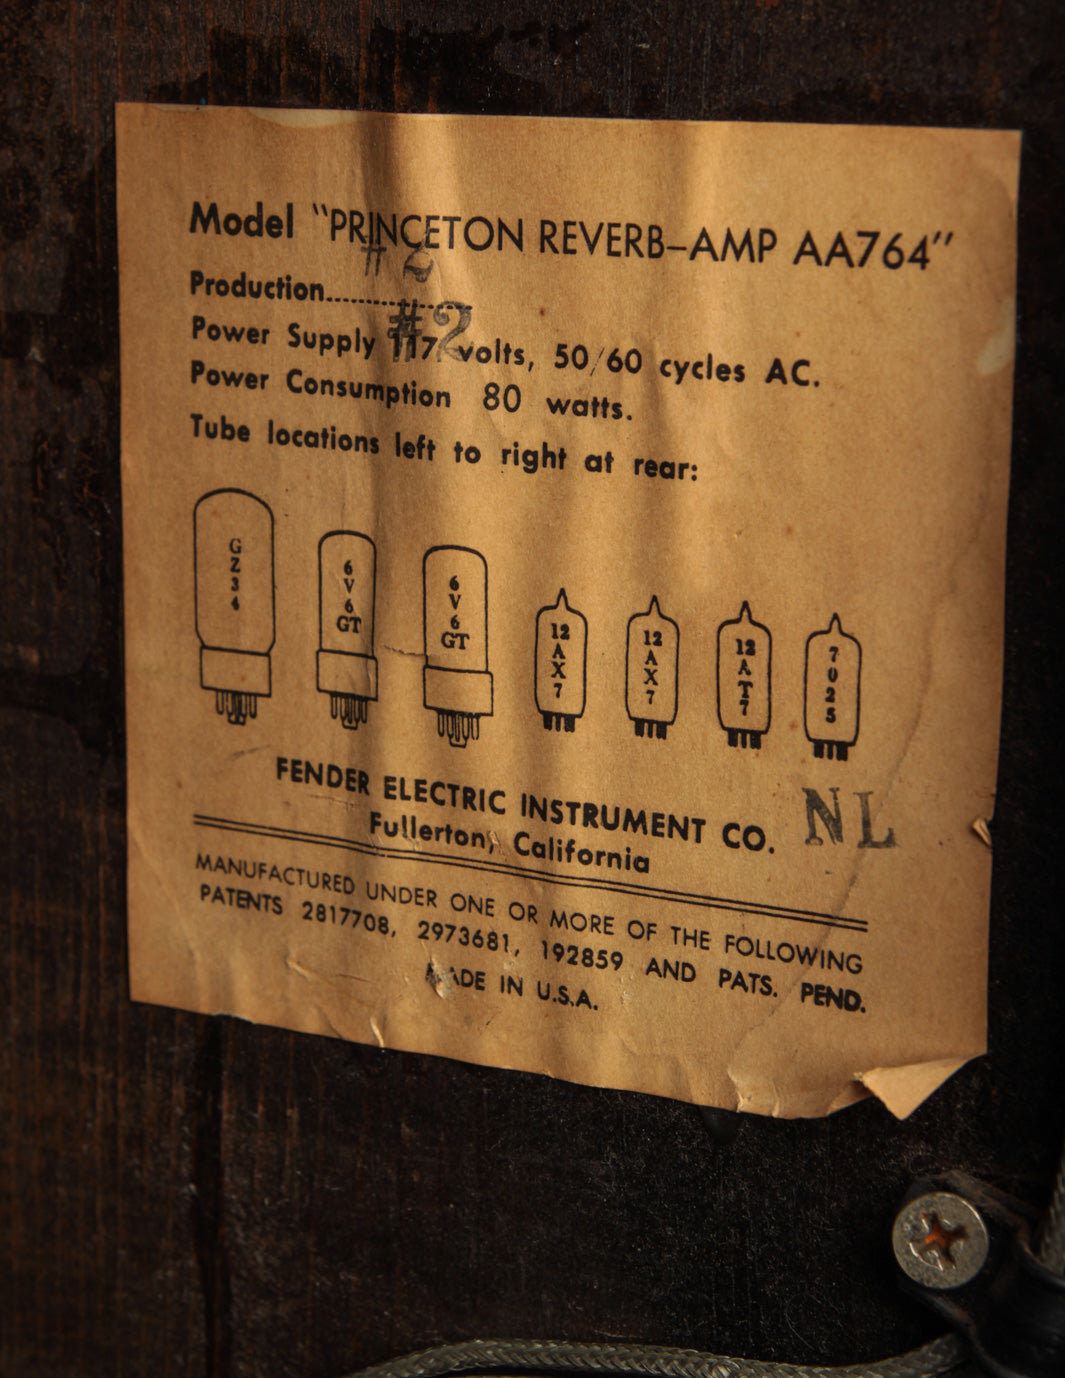 Model "PRINCETON REVERB-AMP AA764"
# 2
Production......................
#2
Power Supply 117 volts, 50/60 cycles AC.
Power Consumption 80 watts.
Tube locations left to right at rear:
GZ34 6V6GT 6V6GT 12AX7 12AX7 12AT7 7025
FENDER ELECTRIC INSTRUMENT CO. NL
Fullerton, California
MANUFACTURED UNDER ONE OR MORE OF THE FOLLOWING
PATENTS 2817708, 2973681, 192859 AND PATS. PEND.
MADE IN U.S.A.